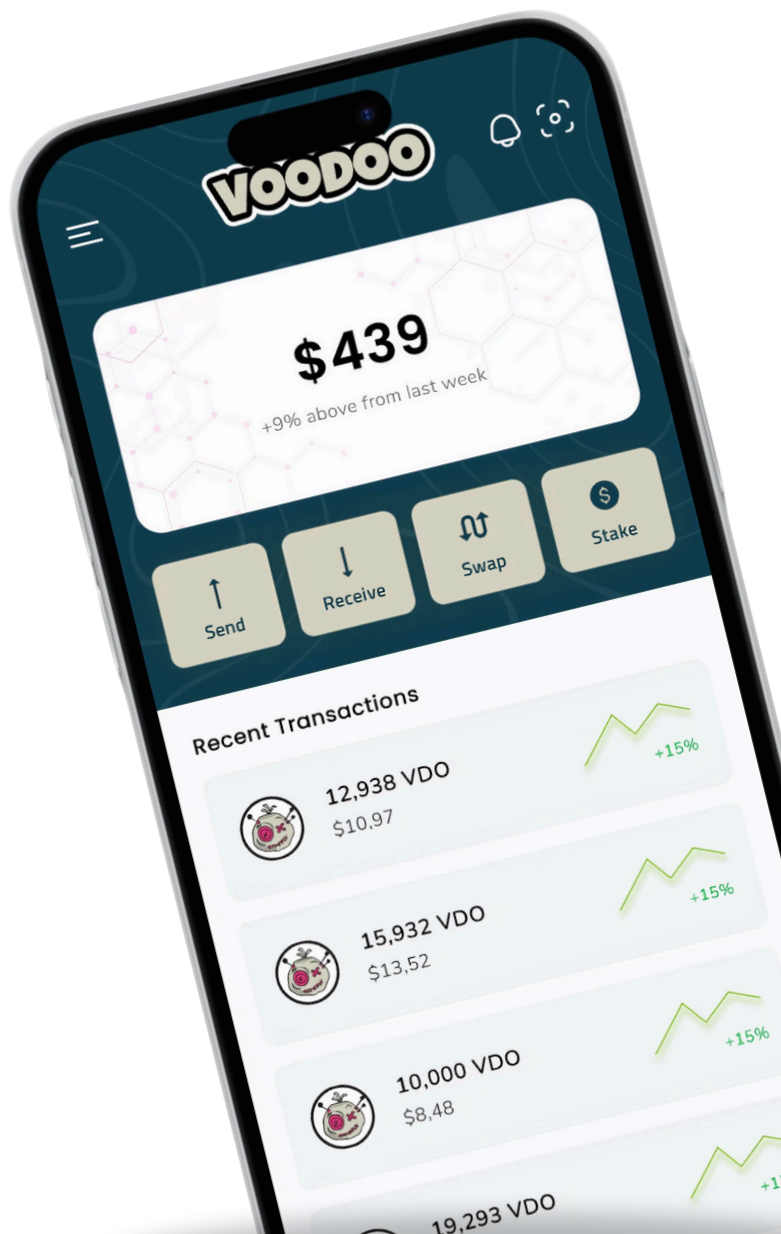 VOODOO
$439
+9% above from last week
Send
Receive
Swap
Stake
Recent Transactions
12,938 VDO
$10,97
+15%
15,932 VDO
$13,52
+15%
10,000 VDO
$8,48
+15%
19,293 VDO